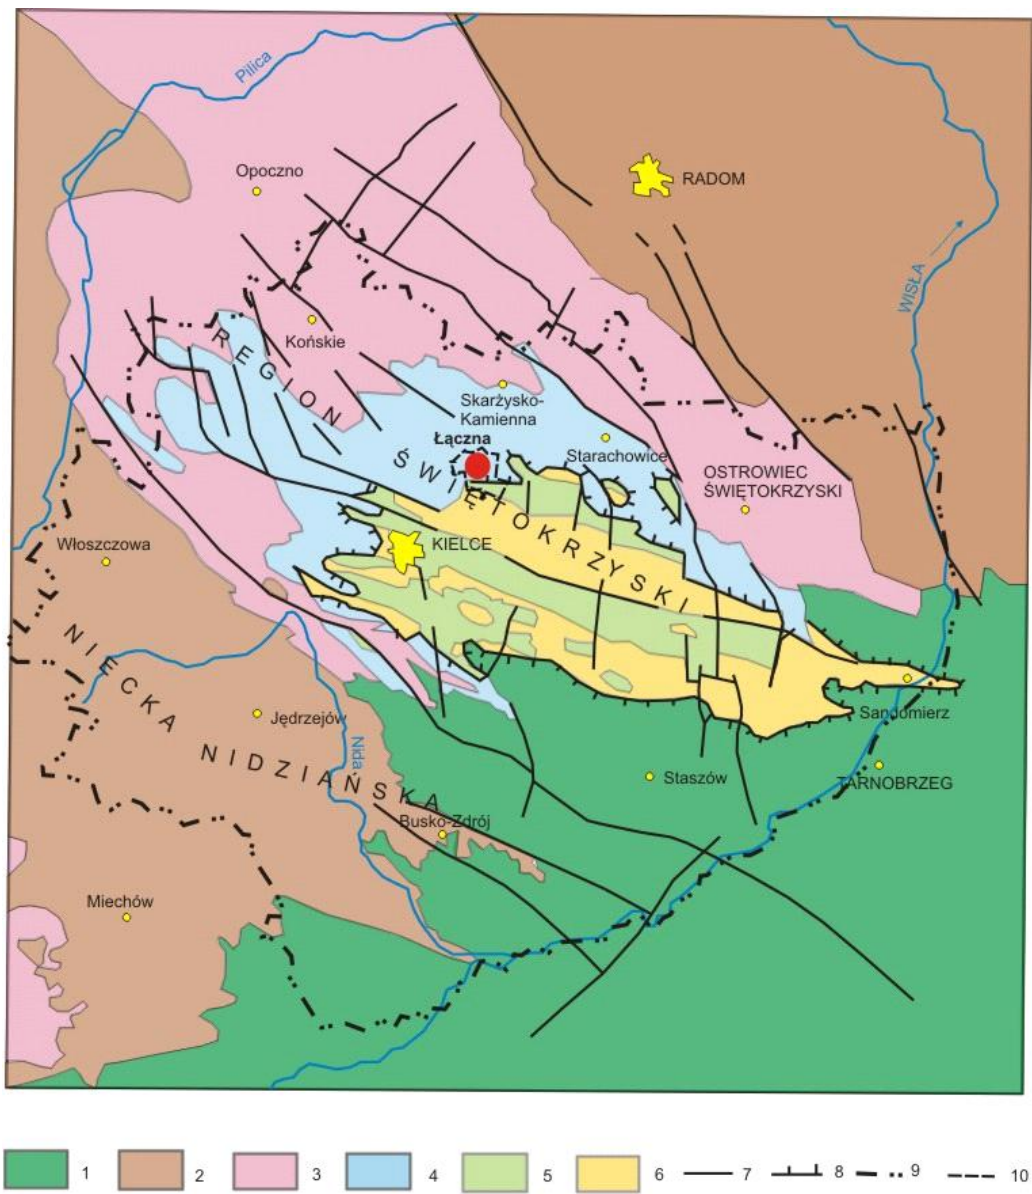 Pilica
Opoczno
RADOM
WISŁA
Końskie
REGION
Skarżysko-
Kamienna
Łączna
Starachowice
ŚWIĘTOKRZYSKI
OSTROWIEC
ŚWIĘTOKRZYSKI
KIELCE
Włoszczowa
NIECKA NIDZIAŃSKA
Sandomierz
Jędrzejów
Nida
Staszów
TARNOBRZEG
Busko-Zdrój
Miechów
1 2 3 4 5 6 7 8 9 10